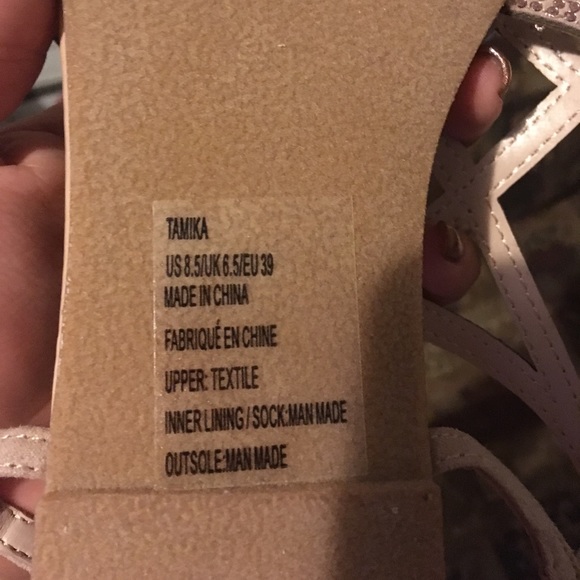 TAMIKA
US 8.5/UK 6.5/EU 39
MADE IN CHINA
FABRIQUÉ EN CHINE
UPPER: TEXTILE
INNER LINING / SOCK:MAN MADE
OUTSOLE:MAN MADE